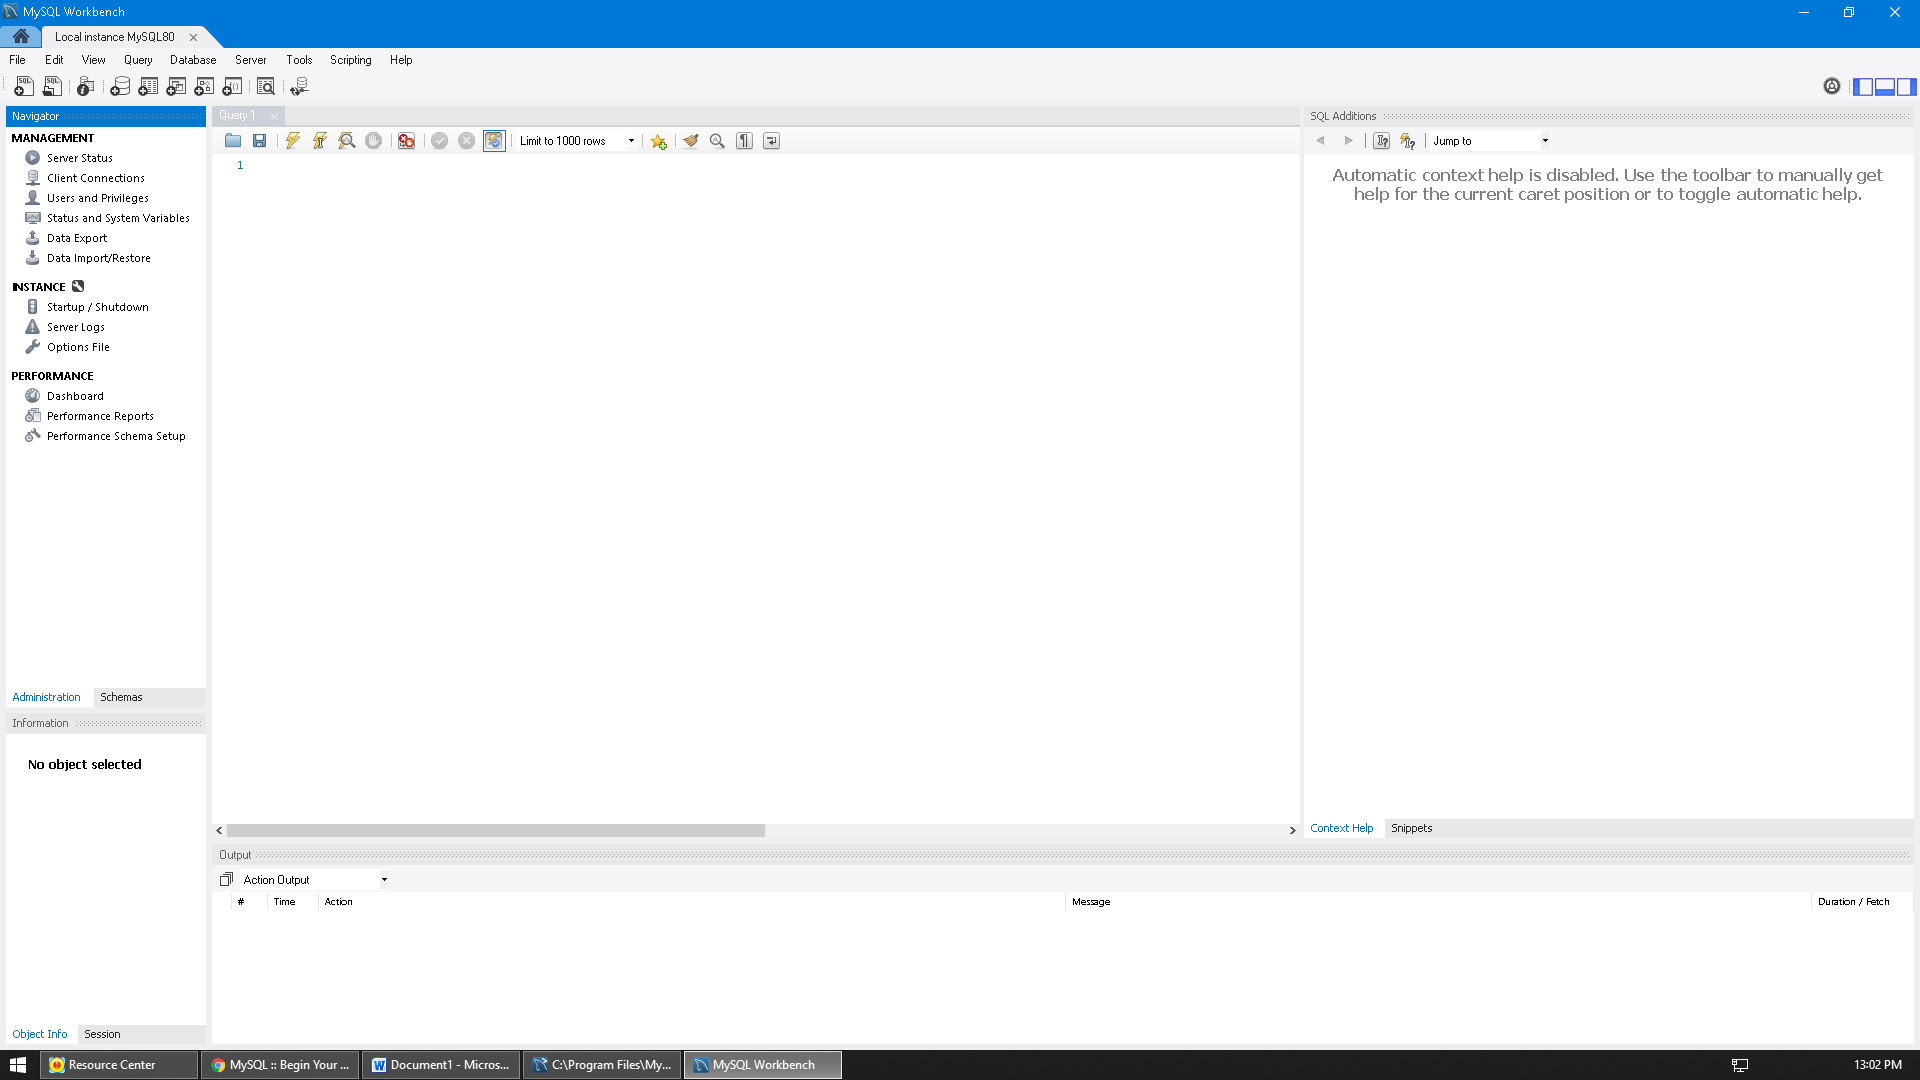 MySQL Workbench
Local instance MySQL80
File Edit View Query Database Server Tools Scripting Help
Navigator
MANAGEMENT
Server Status
Client Connections
Users and Privileges
Status and System Variables
Data Export
Data Import/Restore
INSTANCE
Startup / Shutdown
Server Logs
Options File
PERFORMANCE
Dashboard
Performance Reports
Performance Schema Setup
Administration Schemas
Information
No object selected
Object Info Session
Query 1
Limit to 1000 rows
1
SQL Additions
Jump to
Automatic context help is disabled. Use the toolbar to manually get
help for the current caret position or to toggle automatic help.
Context Help Snippets
Output
Action Output
# Time Action Message Duration / Fetch
Resource Center MySQL :: Begin Your ... Document1 - Micros... C:\Program Files\My... MySQL Workbench 13:02 PM